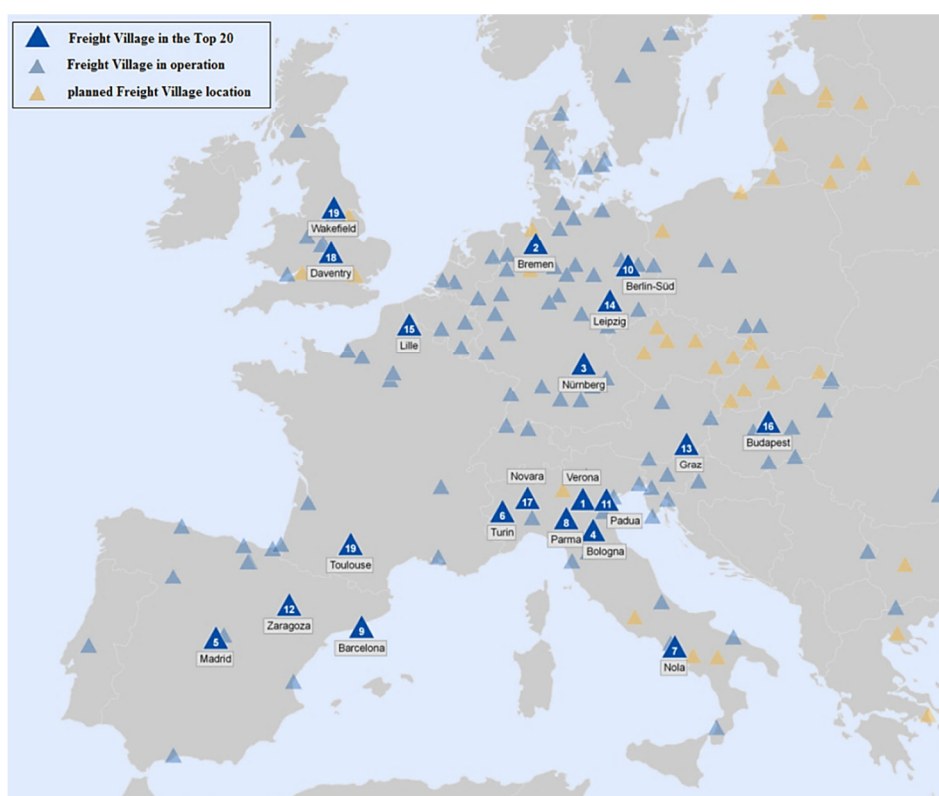 Freight Village in the Top 20
Freight Village in operation
planned Freight Village location
19
Wakefield
18
Daventry
2
Bremen
10
Berlin-Süd
14
Leipzig
15
Lille
3
Nürnberg
16
Budapest
13
Graz
Novara
17
Verona
1
11
Padua
6
Turin
8
Parma
4
Bologna
19
Toulouse
12
Zaragoza
9
Barcelona
5
Madrid
7
Nola